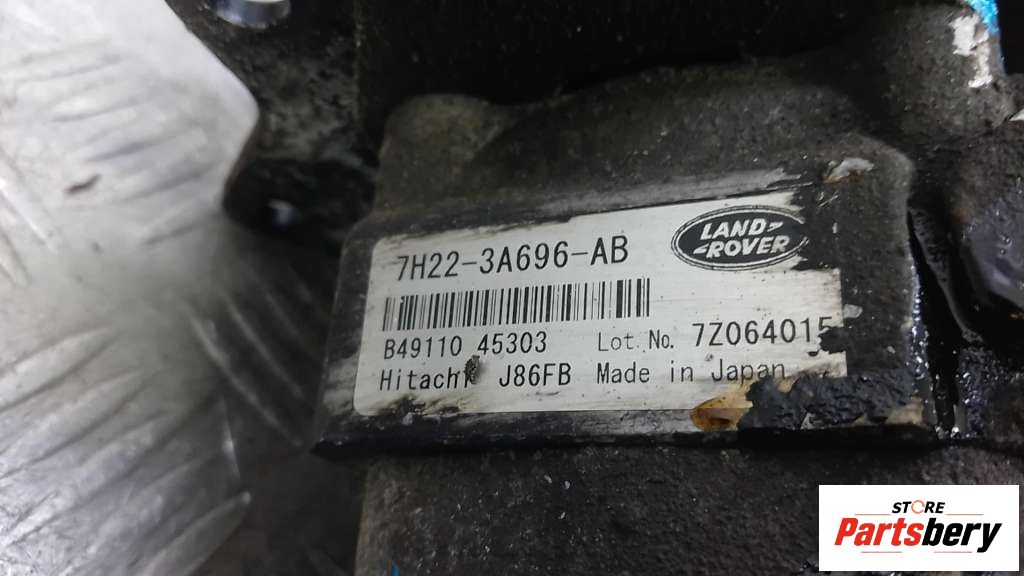 7H22-3A696-AB
LAND-
-ROVER
B49110 45303 Lot.No. 7Z064015
Hitachi J86FB Made in Japan
STORE
Partsbery